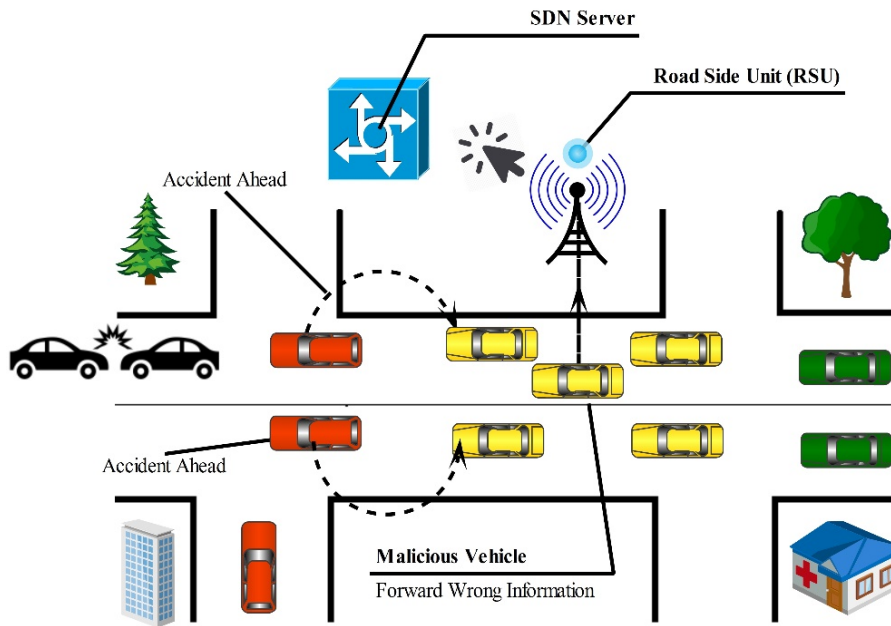 SDN Server
Road Side Unit (RSU)
Accident Ahead
Accident Ahead
Malicious Vehicle
Forward Wrong Information